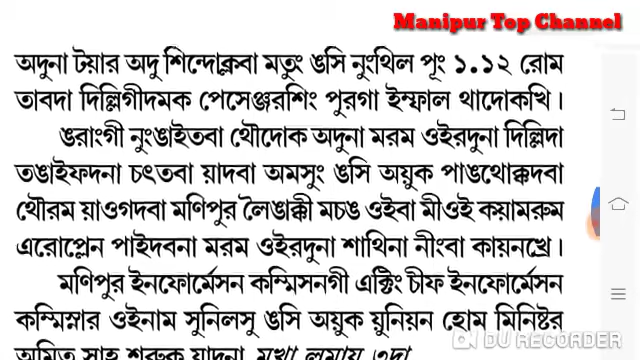 Manipur Top Channel
অদুনা টয়ার অদু শিন্দোক্লবা মতুং ঙসি নুংথিল পূং ১.১২ রোম
তাবদা দিল্লিগীদমক পেসেঞ্জরশিং পুরগা ইম্ফাল থাদোকখি।
ঙরাংগী নুংঙাইতবা থৌদোক অদুনা মরম ওইরদুনা দিল্লিদা
তঙাইফদনা চৎতবা যাদবা অমসুং ঙসি অয়ুক পাঙথোক্কদবা
থৌরম য়াওগদবা মণিপুর লৈঙাক্কী মচঙ ওইবা মীওই কয়ামরুম
এরোপ্লেন পাইদবনা মরম ওইরদুনা শাথিনা নীংবা কায়নখ্রে।
মণিপুর ইনফোর্মেসন কম্মিসনগী এক্টিং চীফ ইনফোর্মেসন
কম্মিস্নার ওইনাম সুনিলসু ঙসি অয়ুক য়ুনিয়ন হোম মিনিষ্টর
অমিত সাহ শরুক য়াদুনা
DU RECORDER